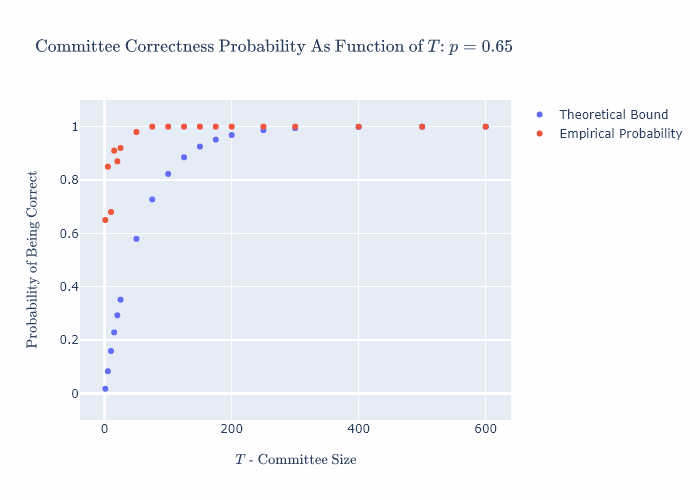 Committee Correctness Probability As Function of T: p = 0.65
Theoretical Bound
Empirical Probability
Probability of Being Correct
1
0.8
0.6
0.4
0.2
0
0 200 400 600
T - Committee Size